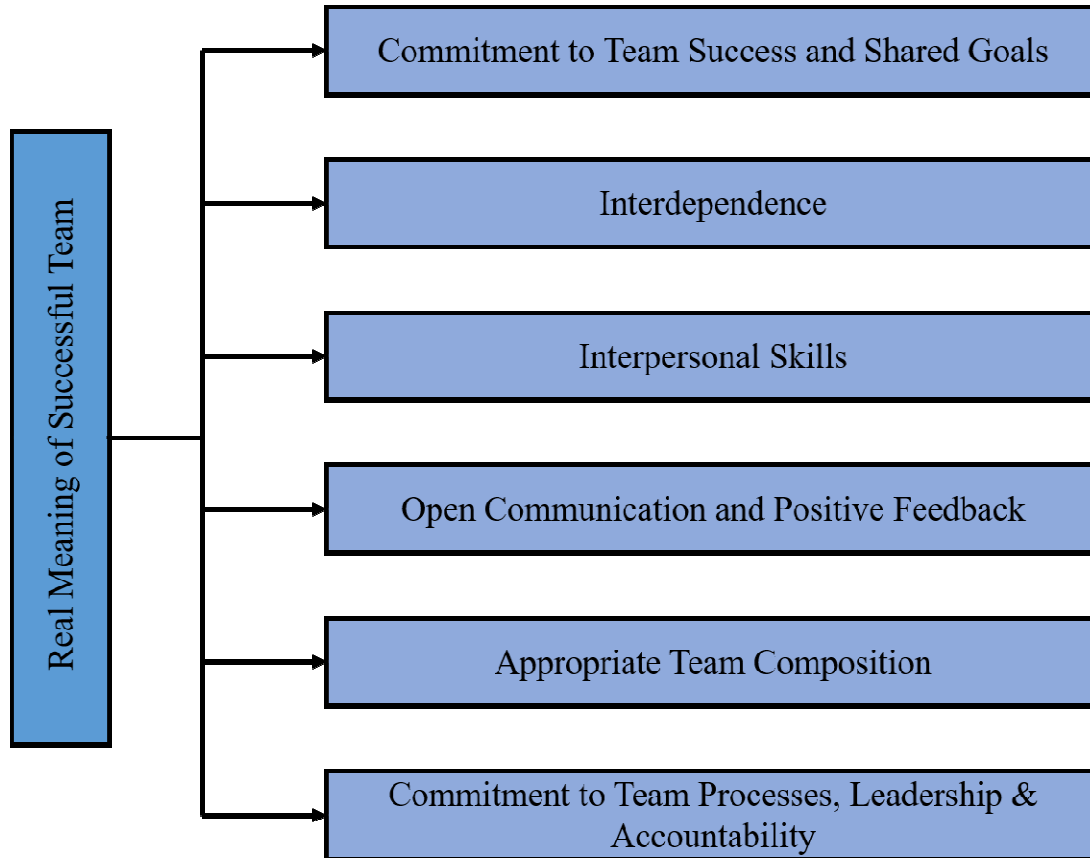 Real Meaning of Successful Team
Commitment to Team Success and Shared Goals
Interdependence
Interpersonal Skills
Open Communication and Positive Feedback
Appropriate Team Composition
Commitment to Team Processes, Leadership &
Accountability